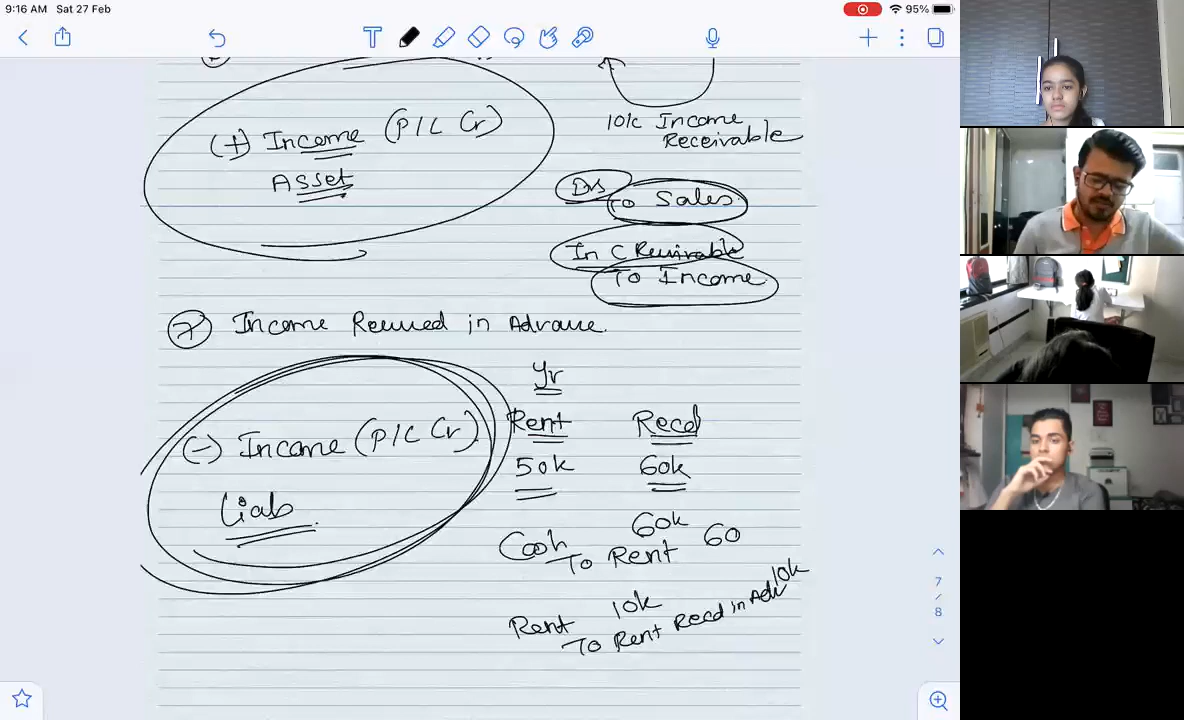 9:16 AM Sat 27 Feb
95%
(+) Income (P/L Cr)
Asset
10k Income
Receivable
Drs
To Sales
Inc Receivable
To Income
7 Income Received in Advance.
(-) Income (P/L Cr).
Liab.
Yr
Rent Recd
50k 60k
Cash 60k
To Rent 60
Rent 10k
To Rent Recd in Adv 10k
7
/
8